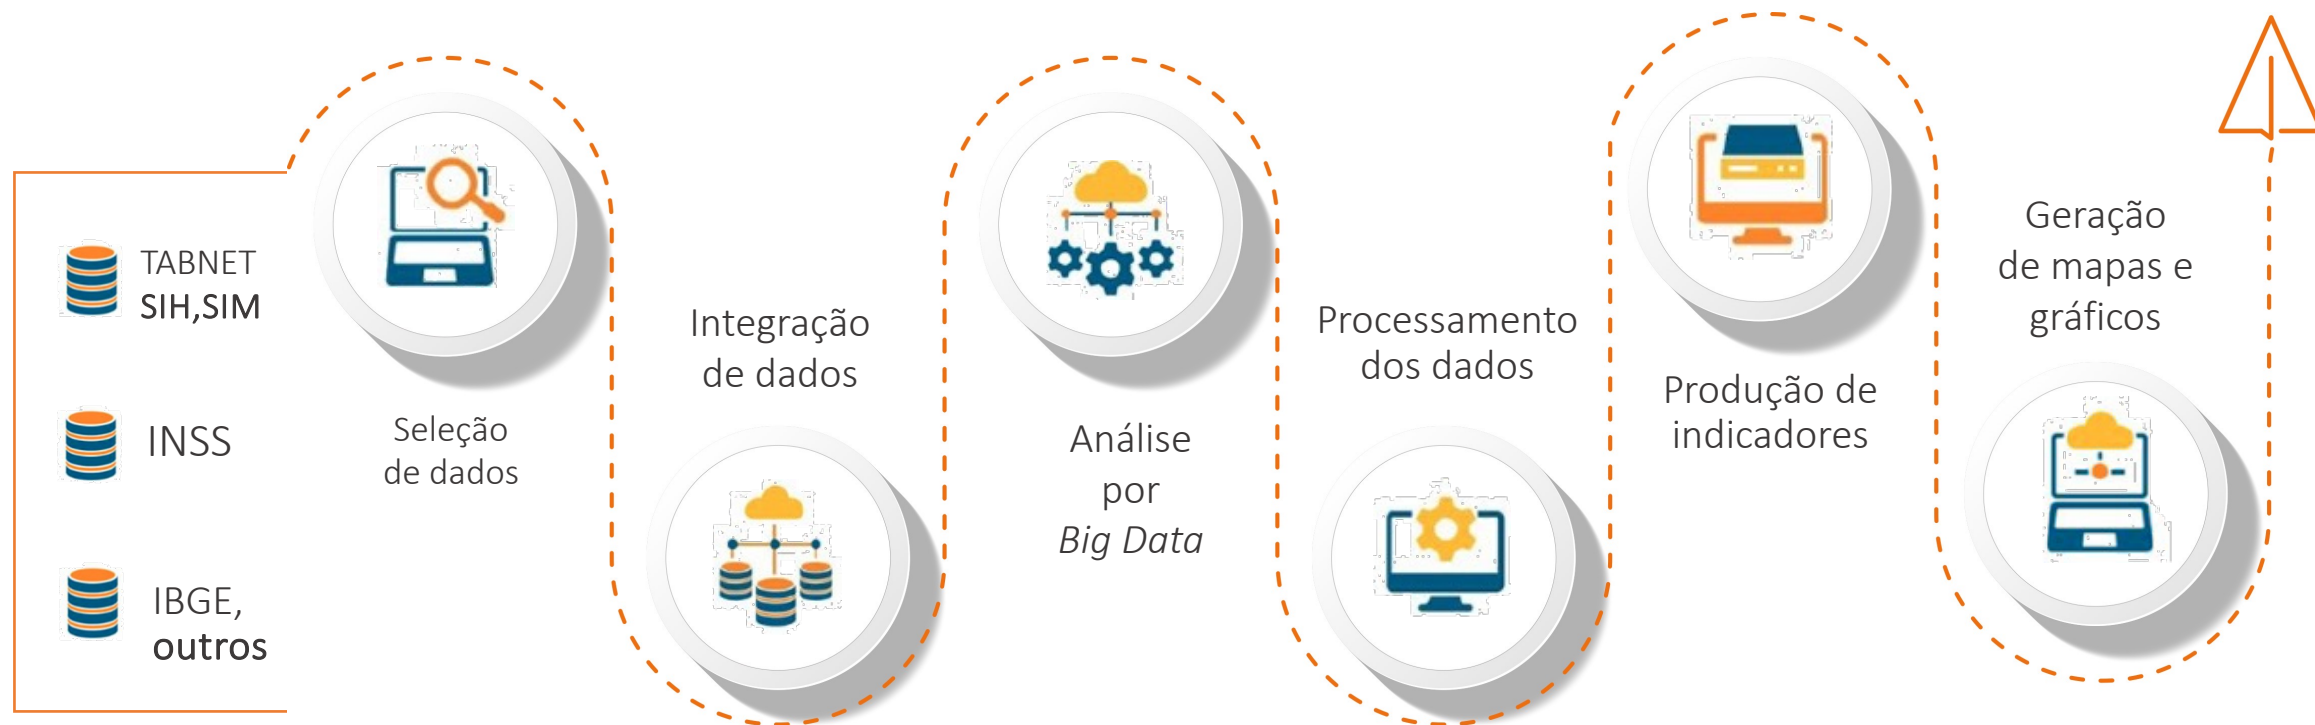 TABNET
SIH,SIM
INSS
IBGE,
outros
Seleção
de dados
Integração
de dados
Análise
por
Big Data
Processamento
dos dados
Produção de
indicadores
Geração
de mapas e
gráficos